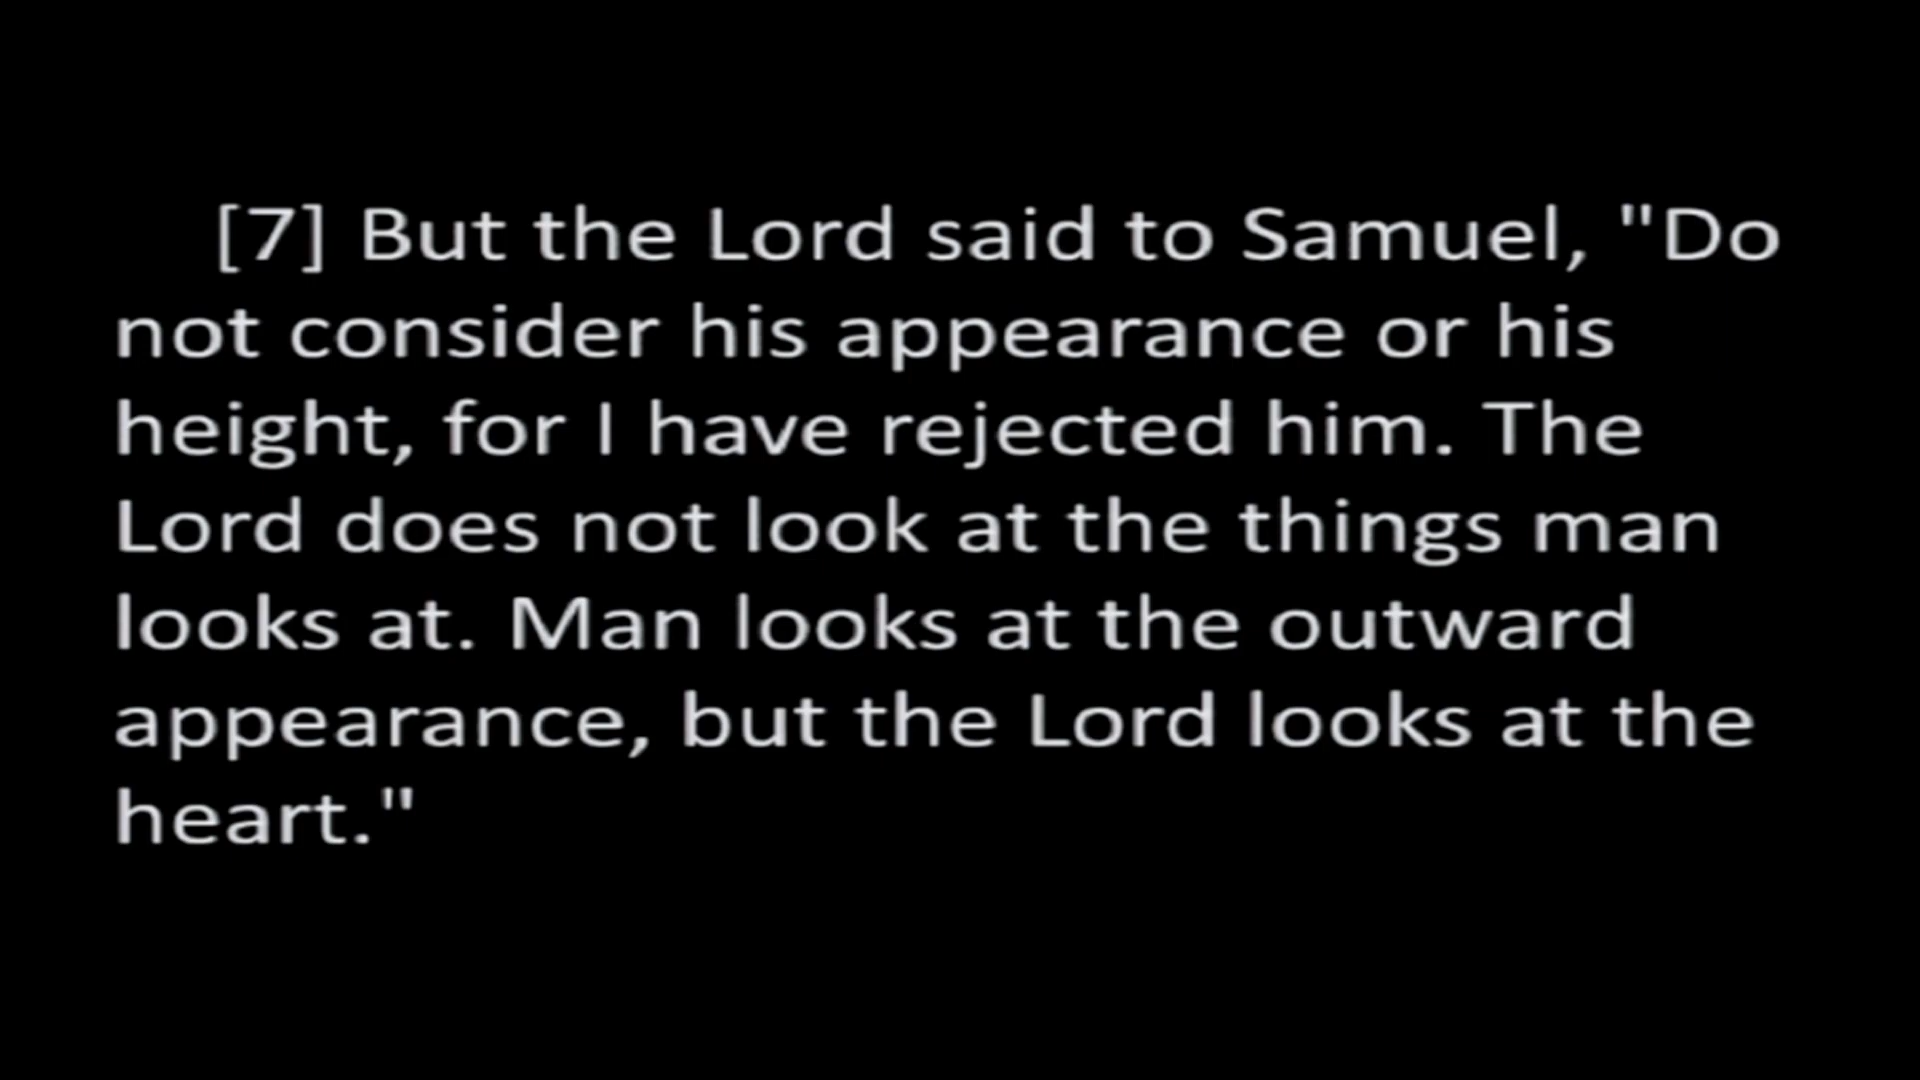 [7] But the Lord said to Samuel, "Do
not consider his appearance or his
height, for I have rejected him. The
Lord does not look at the things man
looks at. Man looks at the outward
appearance, but the Lord looks at the
heart."